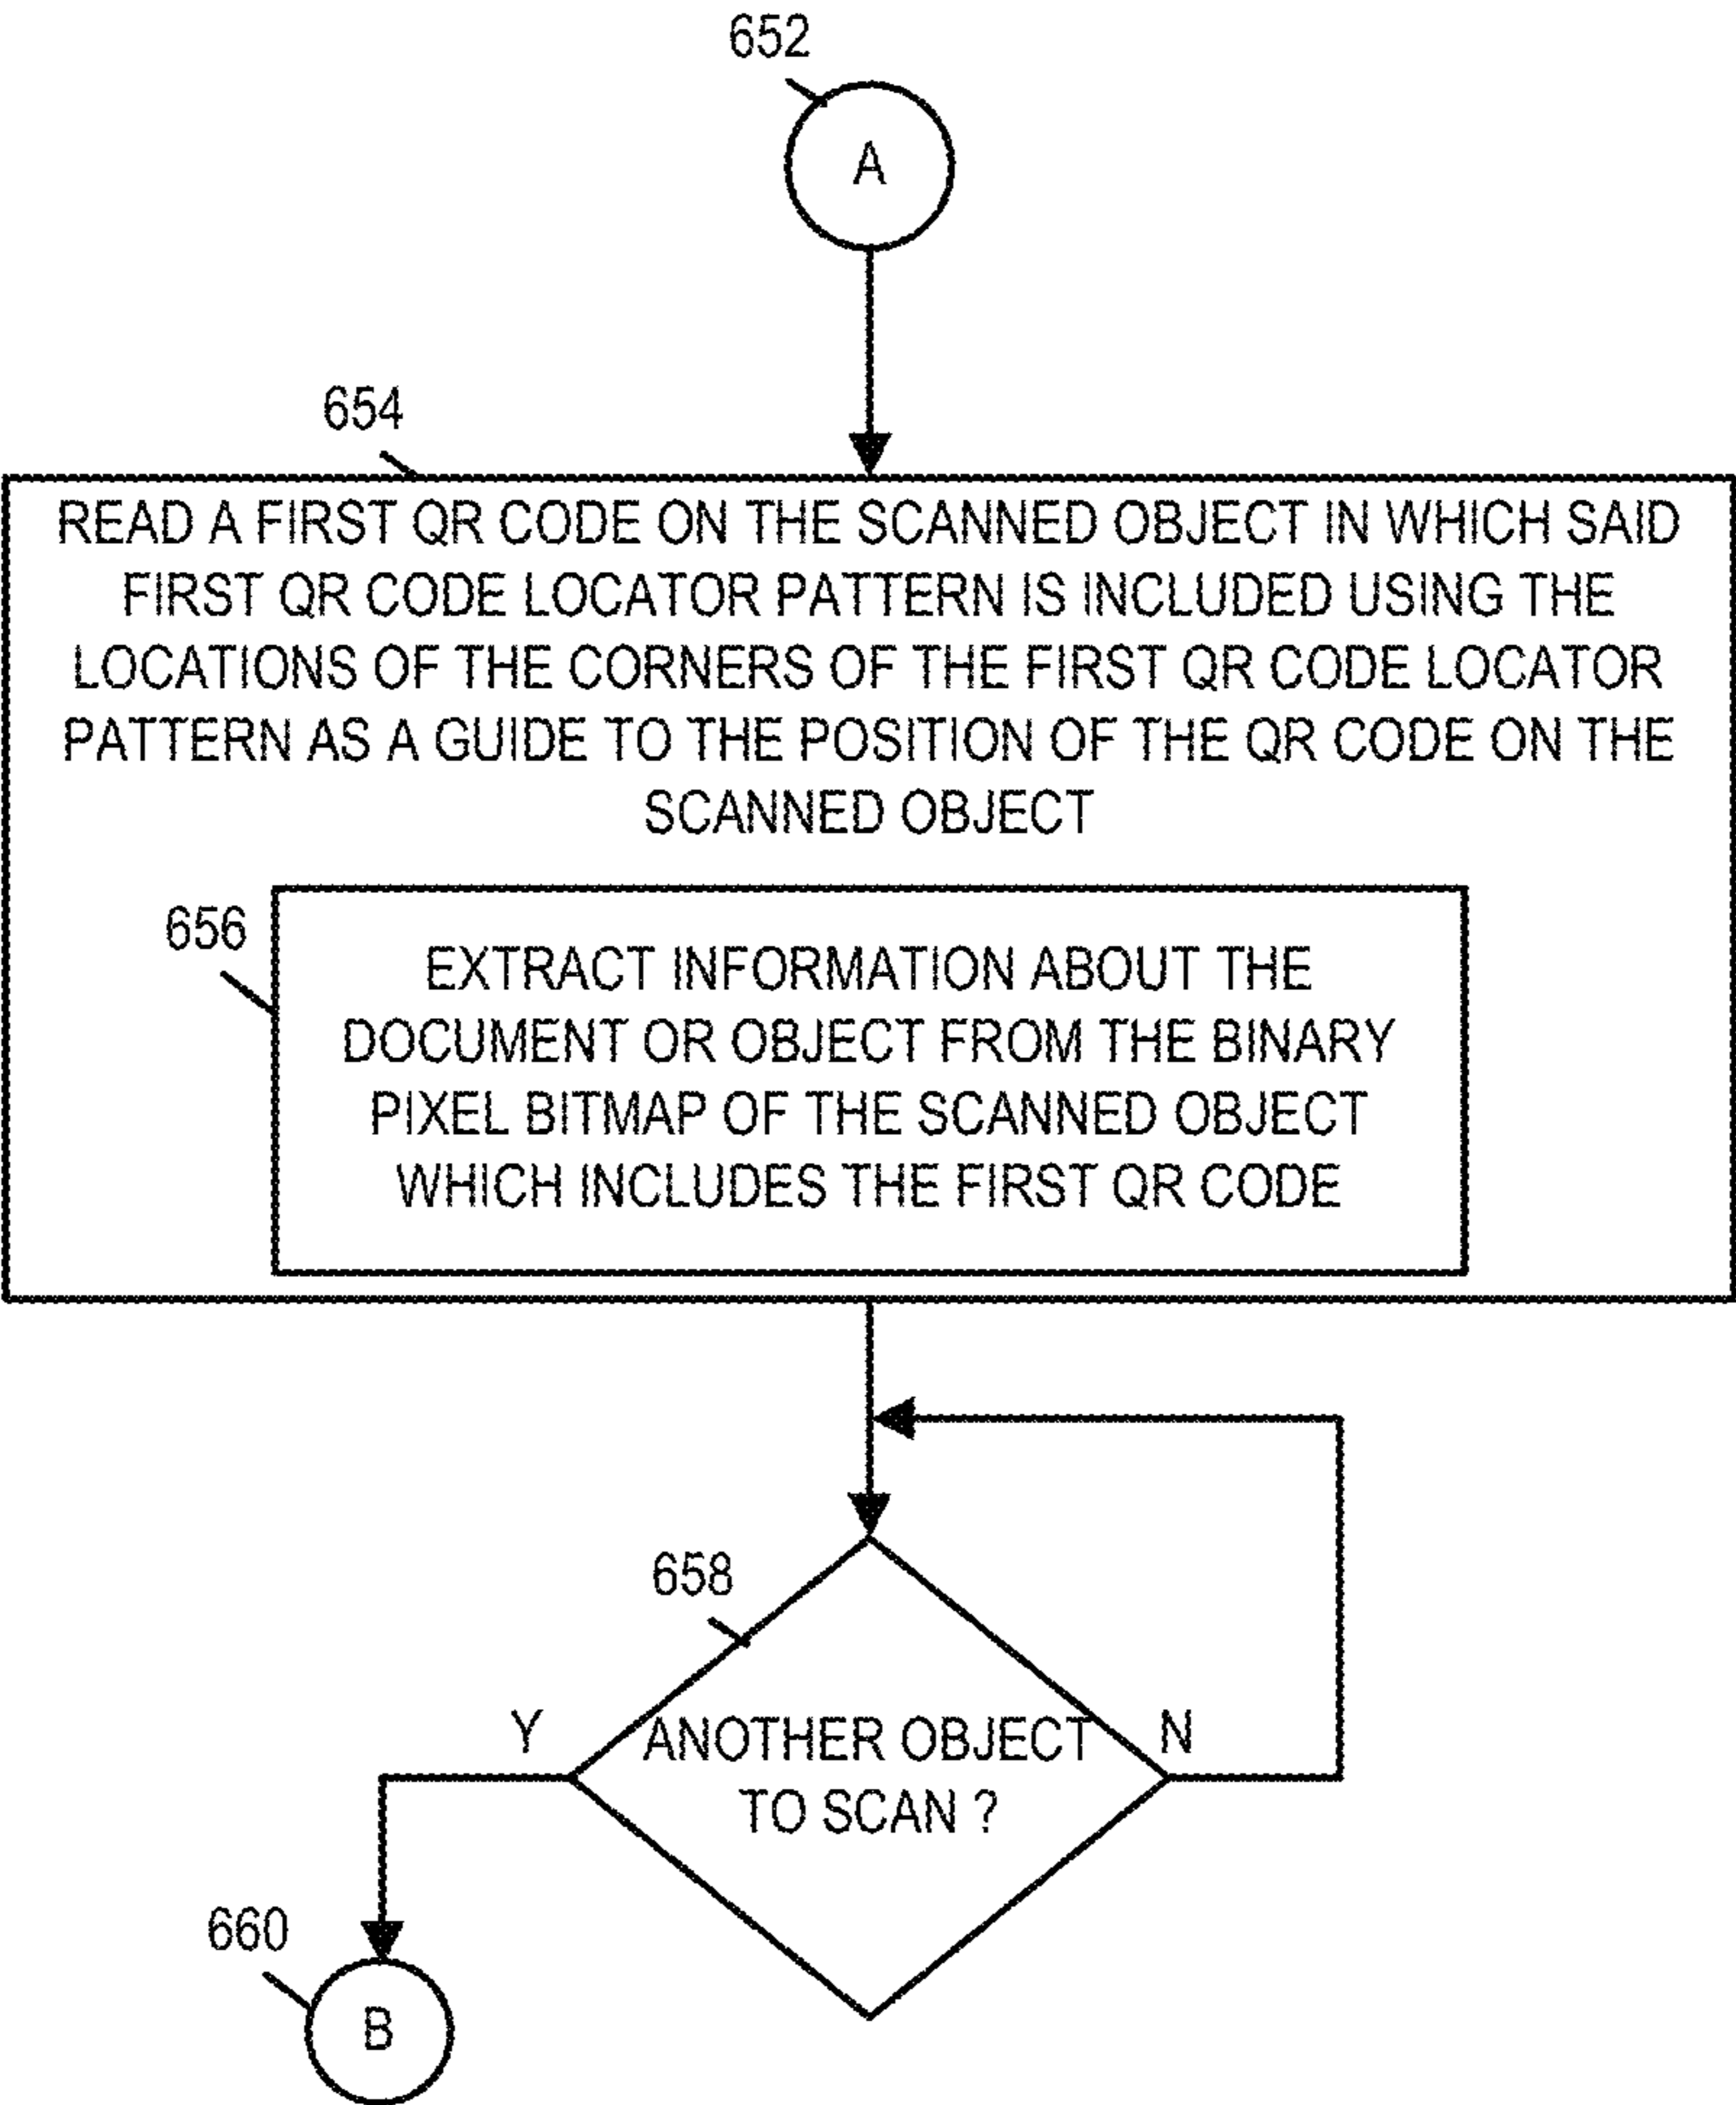 652
A
654
READ A FIRST QR CODE ON THE SCANNED OBJECT IN WHICH SAID
FIRST QR CODE LOCATOR PATTERN IS INCLUDED USING THE
LOCATIONS OF THE CORNERS OF THE FIRST QR CODE LOCATOR
PATTERN AS A GUIDE TO THE POSITION OF THE QR CODE ON THE
SCANNED OBJECT
656
EXTRACT INFORMATION ABOUT THE
DOCUMENT OR OBJECT FROM THE BINARY
PIXEL BITMAP OF THE SCANNED OBJECT
WHICH INCLUDES THE FIRST QR CODE
658
Y
ANOTHER OBJECT
TO SCAN ?
N
660
B